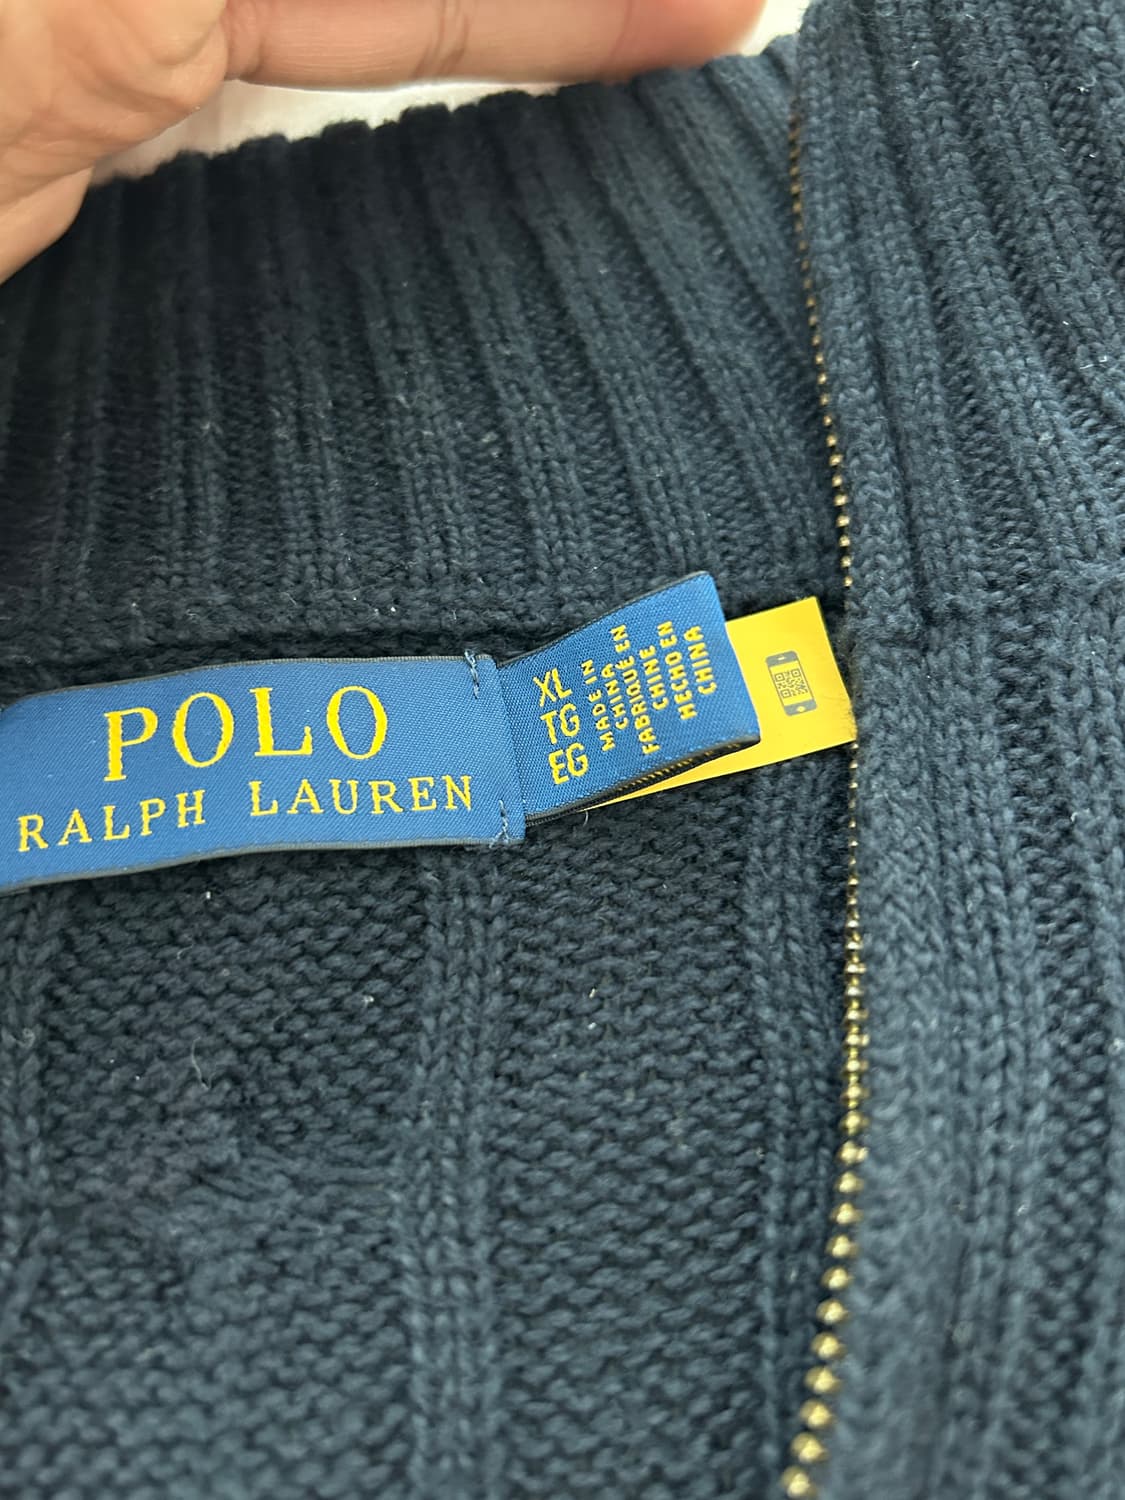 POLO
RALPH LAUREN
XL
TG
EG
MADE IN
CHINA
FABRIQUÉ EN
CHINE
HECHO EN
CHINA